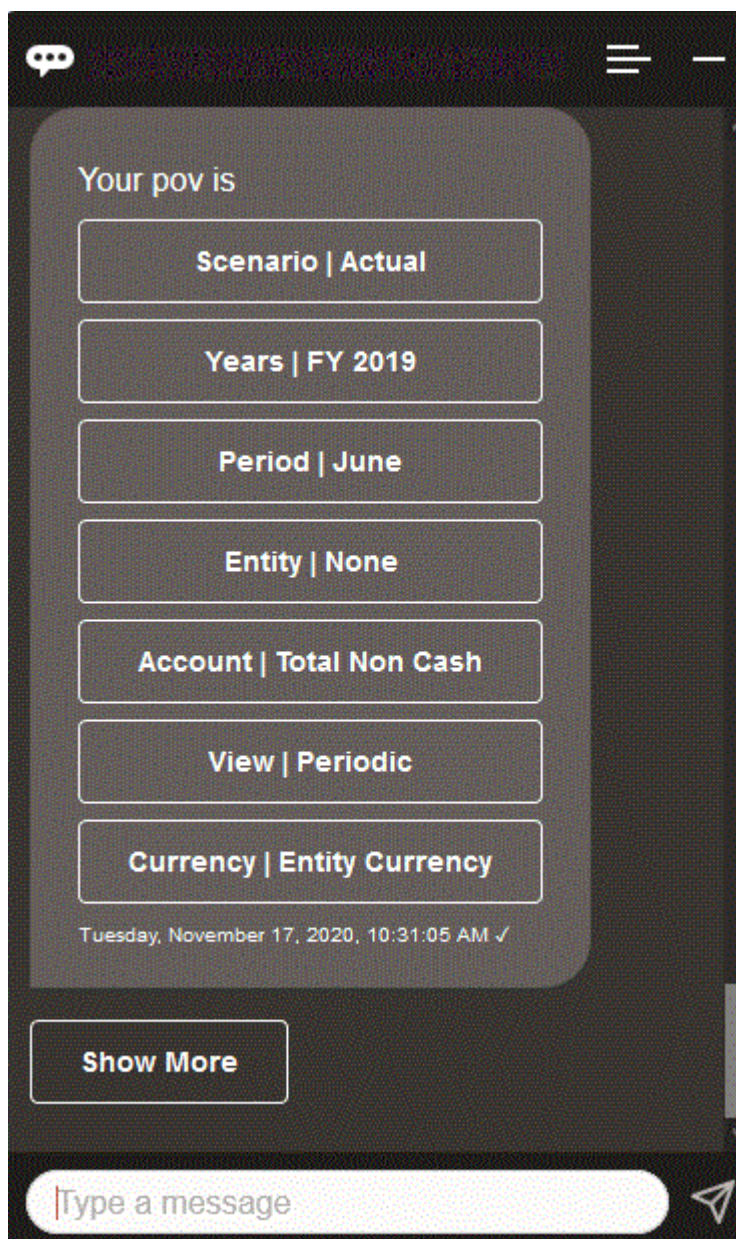 Your pov is
Scenario | Actual
Years | FY 2019
Period | June
Entity | None
Account | Total Non Cash
View | Periodic
Currency | Entity Currency
Tuesday, November 17, 2020, 10:31:05 AM ✓
Show More
Type a message